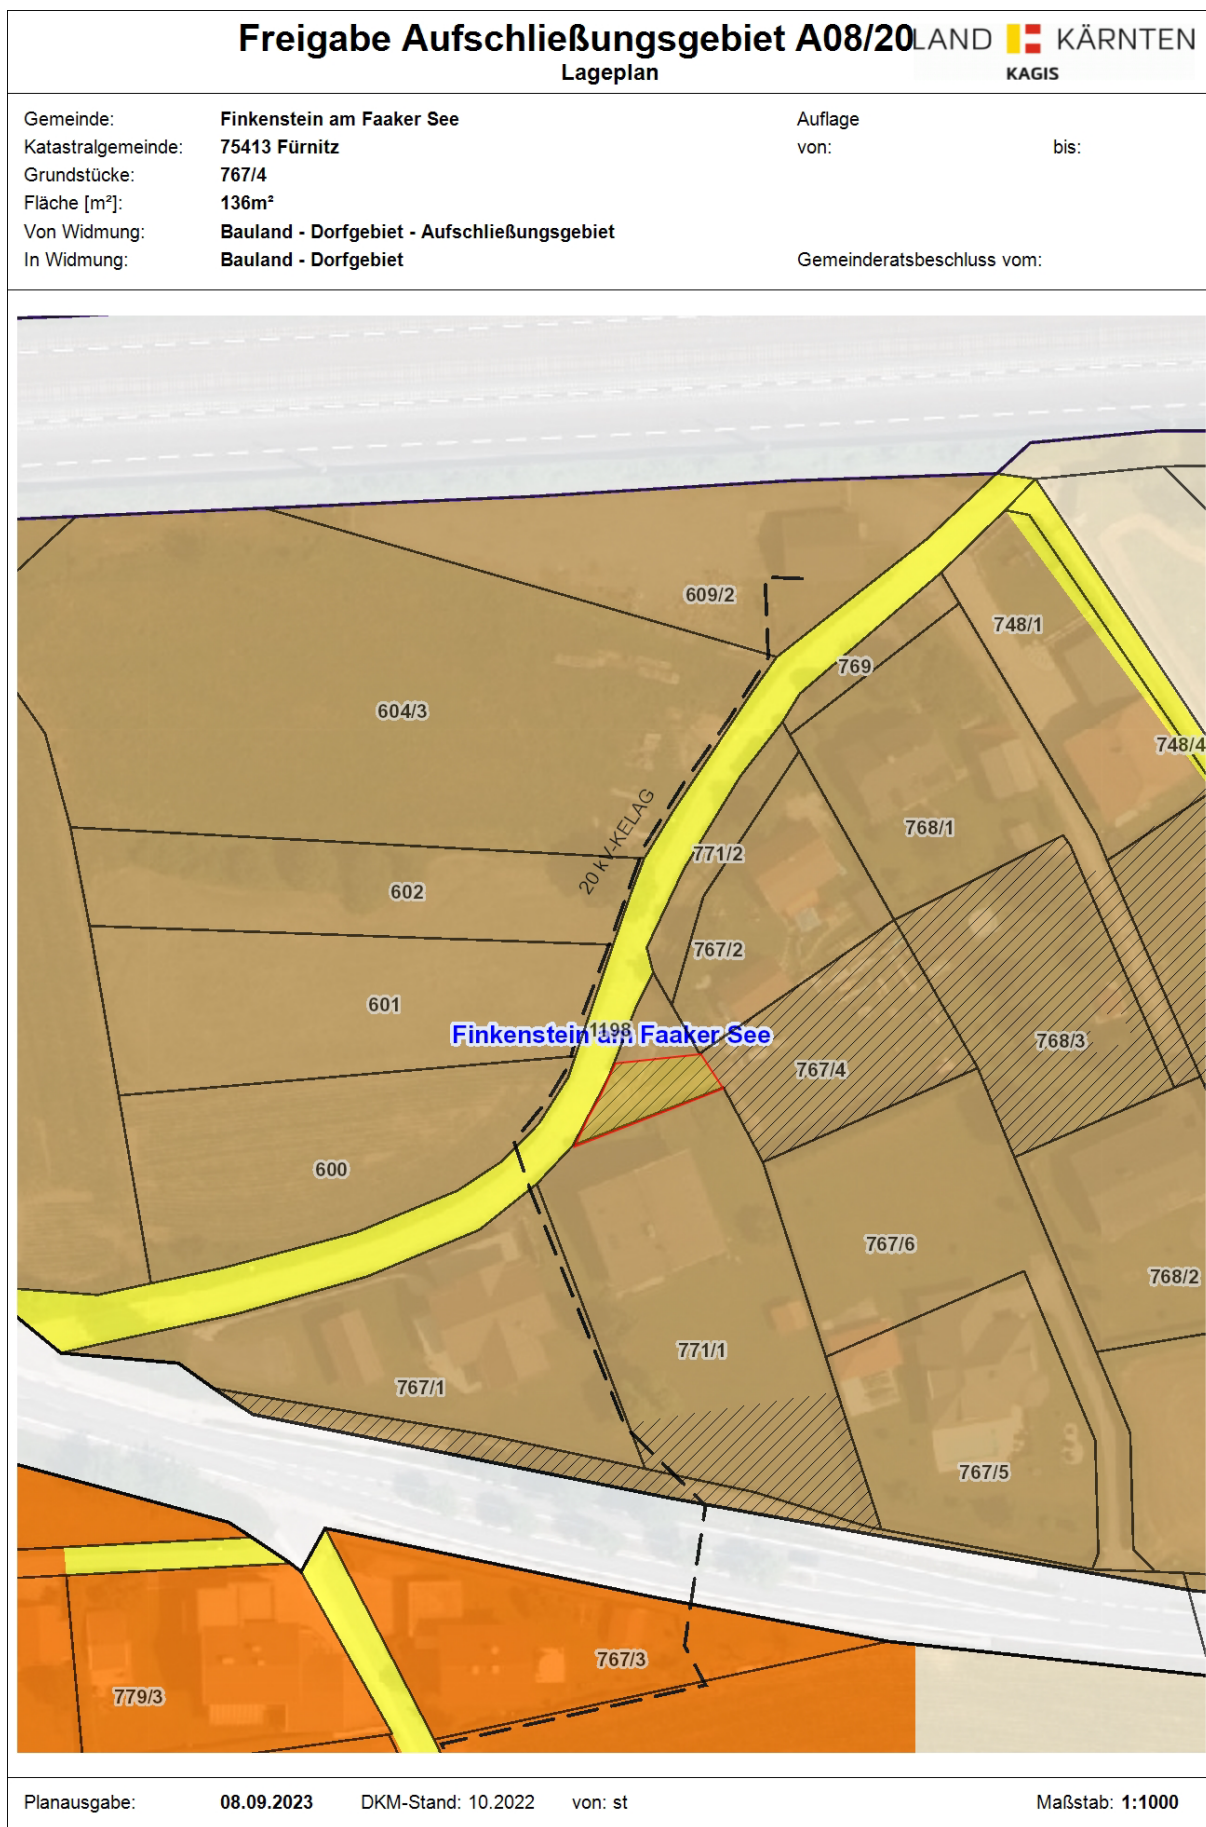 Freigabe Aufschließungsgebiet A08/20
LAND KÄRNTEN
Lageplan
KAGIS
Gemeinde: Finkenstein am Faaker See Auflage
Katastralgemeinde: 75413 Fürnitz von: bis:
Grundstücke: 767/4
Fläche [m²]: 136m²
Von Widmung: Bauland - Dorfgebiet - Aufschließungsgebiet
In Widmung: Bauland - Dorfgebiet Gemeinderatsbeschluss vom:
609/2
748/1
769
604/3
748/4
20 kV-KELAG
768/1
771/2
602
767/2
601
1198
Finkenstein am Faaker See
768/3
767/4
600
767/6
768/2
771/1
767/1
767/5
767/3
779/3
Planausgabe: 08.09.2023 DKM-Stand: 10.2022 von: st Maßstab: 1:1000